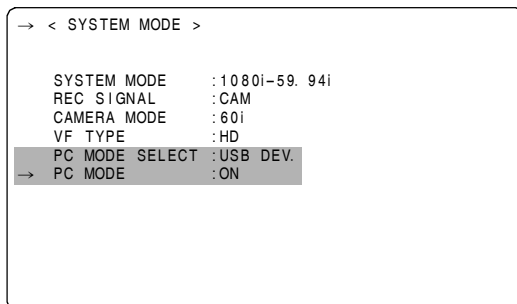 → < SYSTEM MODE >
SYSTEM MODE :1080i-59. 94i
REC SIGNAL :CAM
CAMERA MODE :60i
VF TYPE :HD
PC MODE SELECT :USB DEV.
→ PC MODE :ON